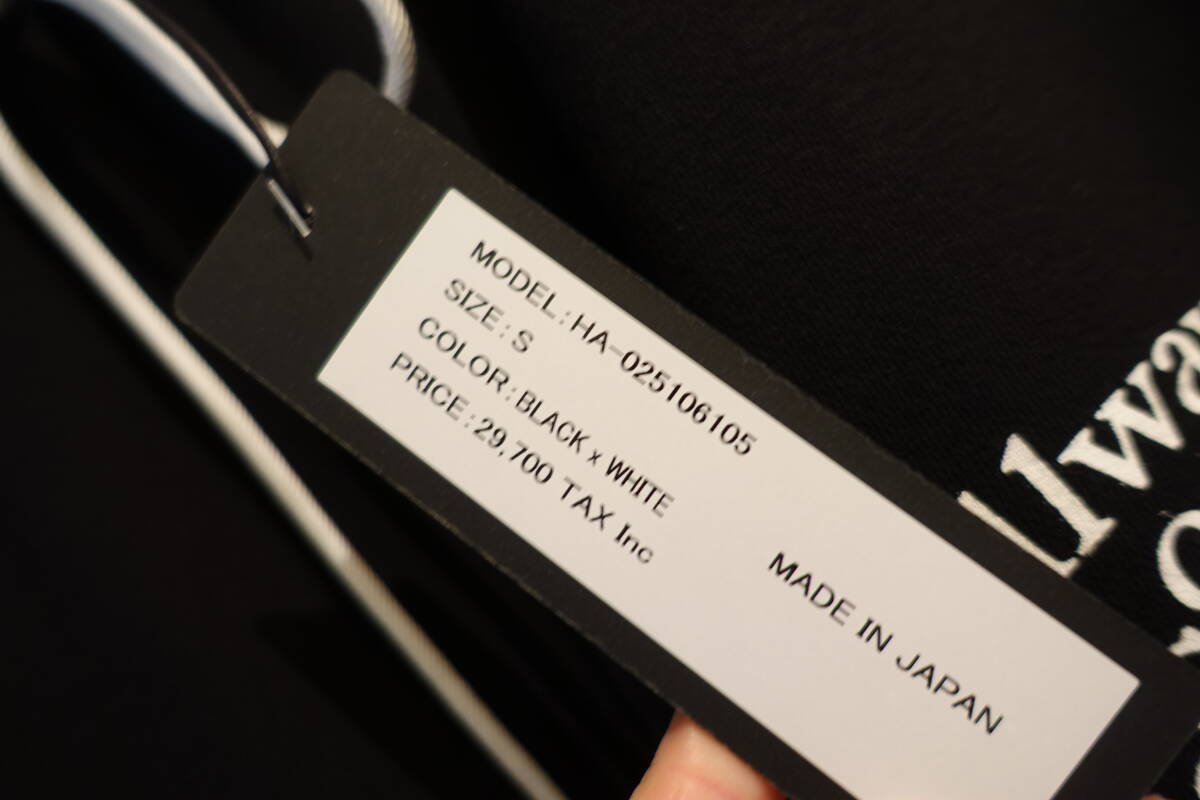 MODEL:HA-025106105
SIZE:S
COLOR:BLACK x WHITE
PRICE:29,700 TAX Inc
MADE IN JAPAN